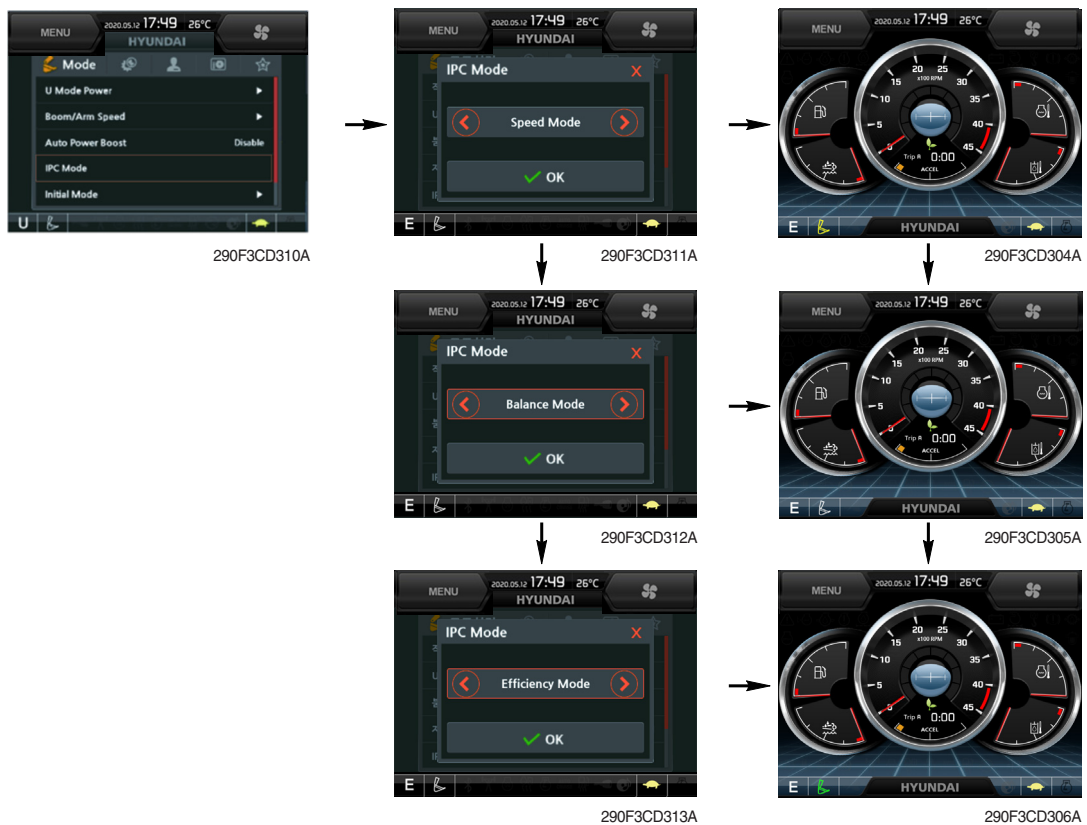 MENU 2020.05.12 17:49 26°C
HYUNDAI
Mode
U Mode Power
Boom/Arm Speed
Auto Power Boost Disable
IPC Mode
Initial Mode
U
290F3CD310A
MENU 2020.05.12 17:49 26°C
HYUNDAI
IPC Mode X
Speed Mode
OK
E
290F3CD311A
MENU 2020.05.12 17:49 26°C
15 20 25 30
x100 RPM
10 35
5 40
0 45
Trip A 0:00
ACCEL
E HYUNDAI
290F3CD304A
MENU 2020.05.12 17:49 26°C
HYUNDAI
IPC Mode X
Balance Mode
OK
E
290F3CD312A
MENU 2020.05.12 17:49 26°C
15 20 25 30
x100 RPM
10 35
5 40
0 45
Trip A 0:00
ACCEL
E HYUNDAI
290F3CD305A
MENU 2020.05.12 17:49 26°C
HYUNDAI
IPC Mode X
Efficiency Mode
OK
E
290F3CD313A
MENU 2020.05.12 17:49 26°C
15 20 25 30
x100 RPM
10 35
5 40
0 45
Trip A 0:00
ACCEL
E HYUNDAI
290F3CD306A